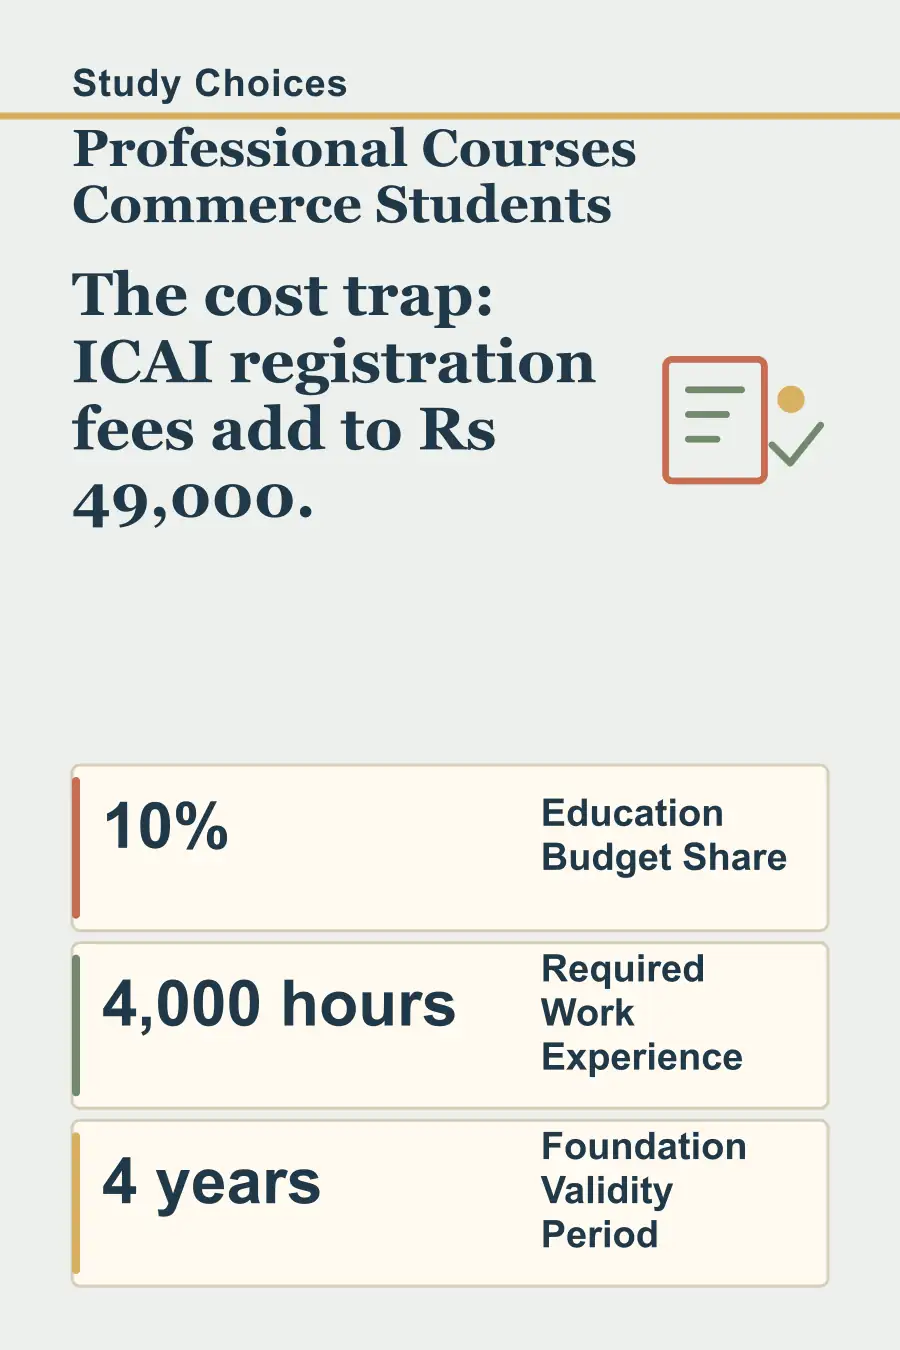 Study Choices
Professional Courses
Commerce Students
The cost trap:
ICAI registration
fees add to Rs
49,000.
10%
Education
Budget Share
4,000 hours
Required
Work
Experience
4 years
Foundation
Validity
Period